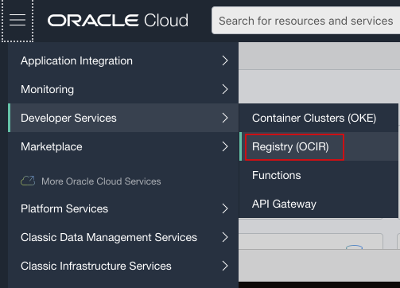 ORACLE Cloud
Search for resources and services
Application Integration
Monitoring
Developer Services
Container Clusters (OKE)
Marketplace
Registry (OCIR)
More Oracle Cloud Services
Functions
Platform Services
API Gateway
Classic Data Management Services
Classic Infrastructure Services